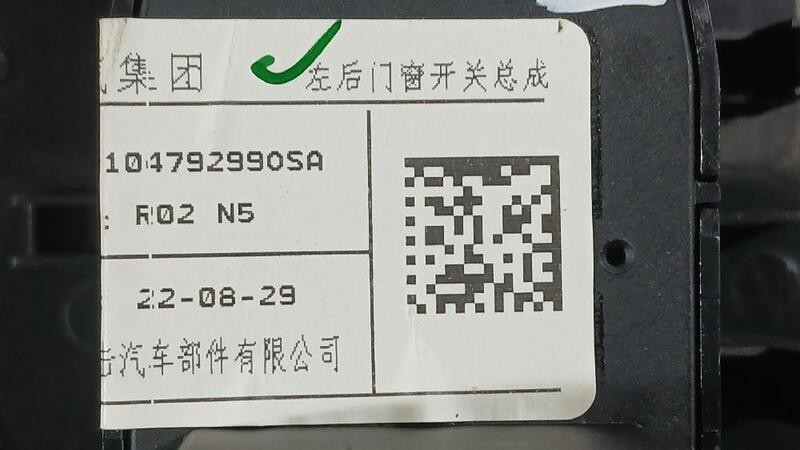 集团 左后门窗开关总成
104792990SA
: R02 N5
22-08-29
汽车部件有限公司